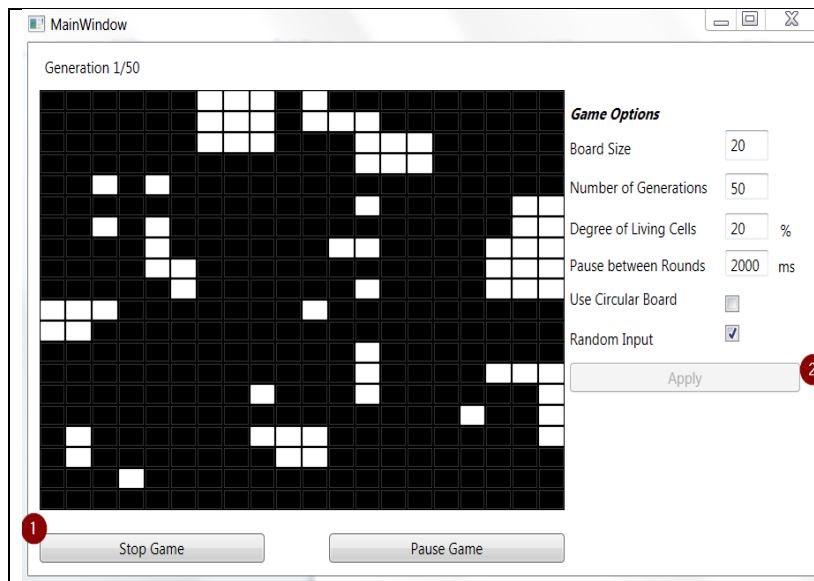 MainWindow
Generation 1/50
Game Options
Board Size 20
Number of Generations 50
Degree of Living Cells 20 %
Pause between Rounds 2000 ms
Use Circular Board
Random Input
Apply 2
1
Stop Game Pause Game